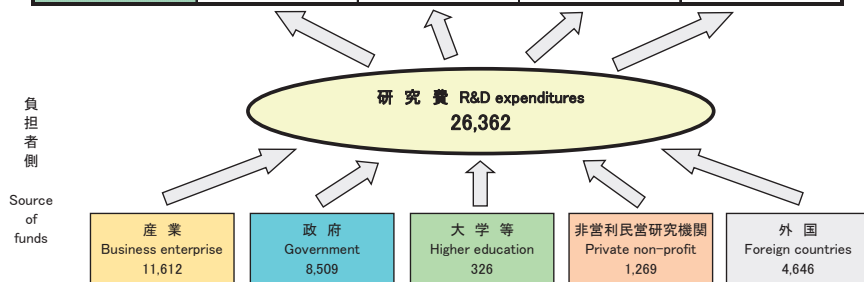 研究費 R&D expenditures
26,362
負担者側
Source
of
funds
産業
Business enterprise
11,612
政府
Government
8,509
大学等
Higher education
326
非営利民営研究機関
Private non-profit
1,269
外国
Foreign countries
4,646